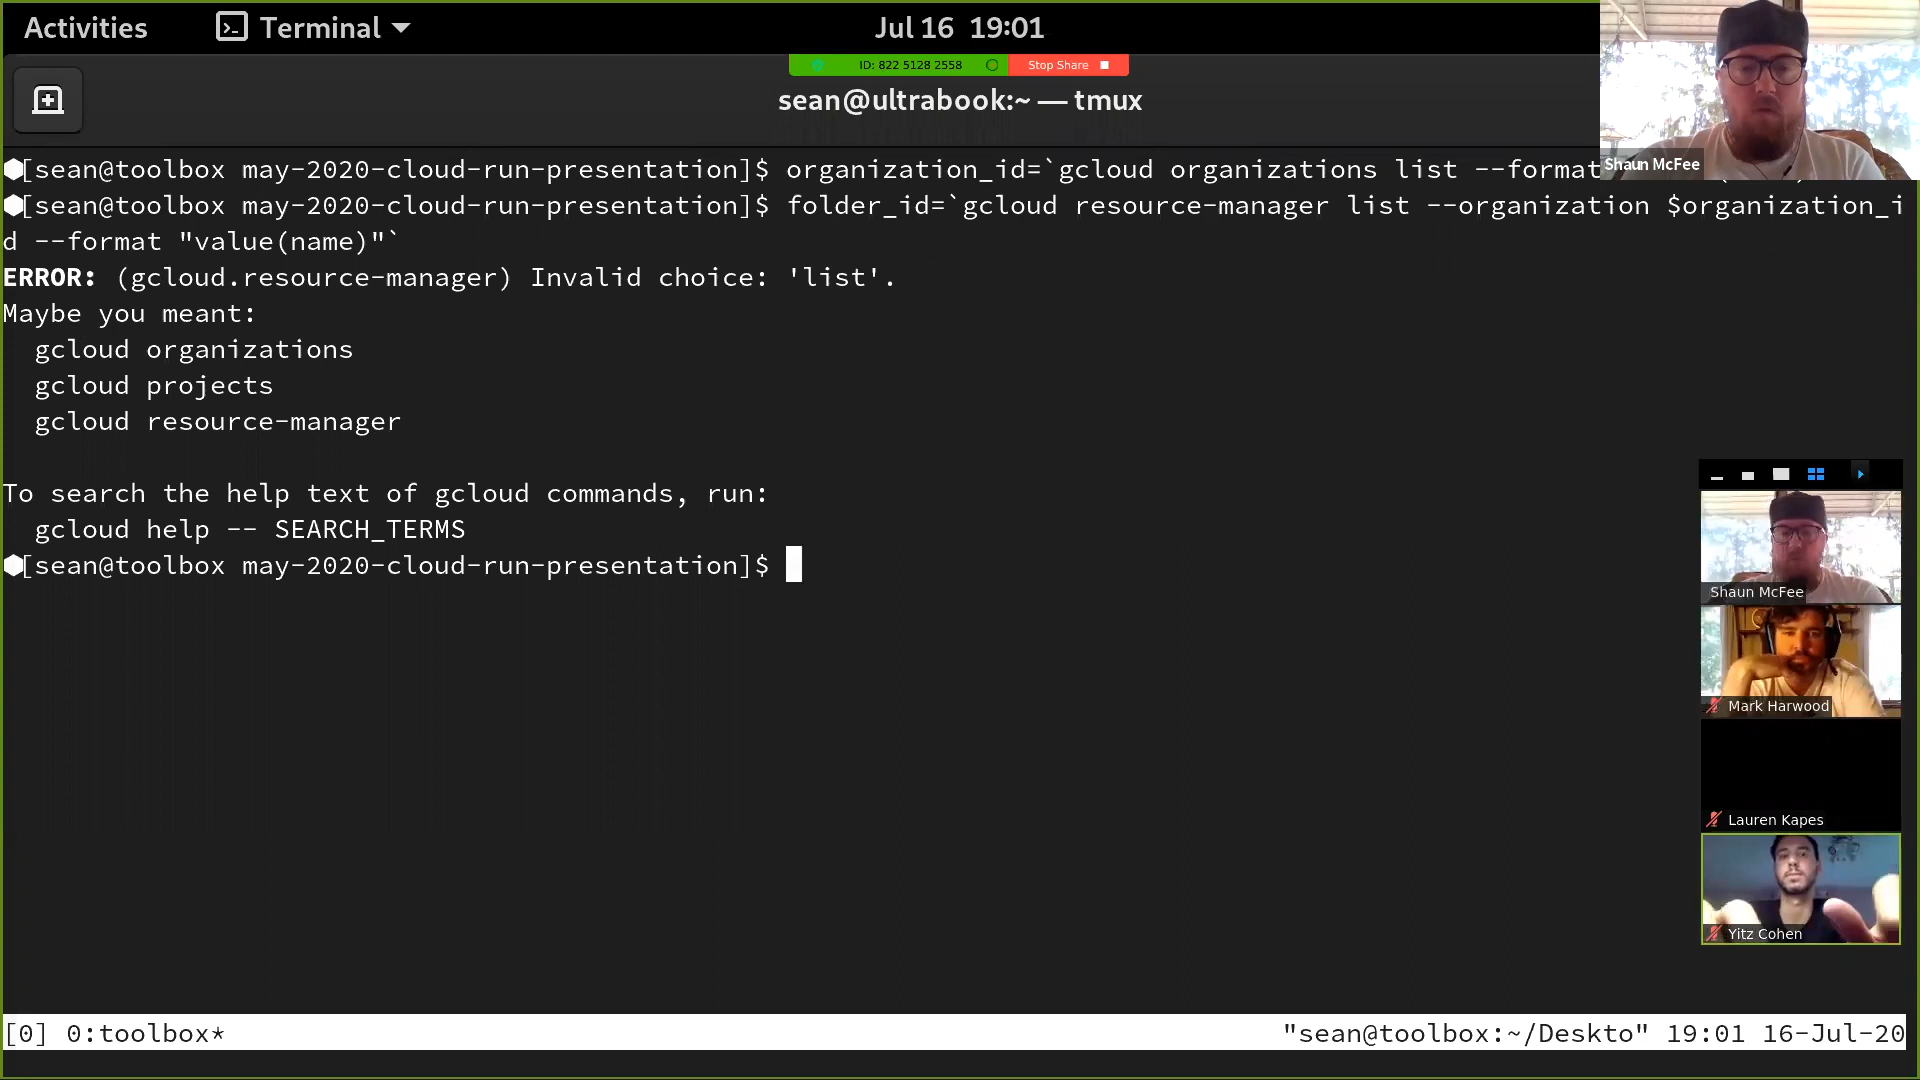 Activities Terminal Jul 16 19:01
ID: 822 5128 2558 Stop Share
sean@ultrabook:~ — tmux
Shaun McFee
[sean@toolbox may-2020-cloud-run-presentation]$ organization_id=`gcloud organizations list --format
[sean@toolbox may-2020-cloud-run-presentation]$ folder_id=`gcloud resource-manager list --organization $organization_i
d --format "value(name)"`
ERROR: (gcloud.resource-manager) Invalid choice: 'list'.
Maybe you meant:
gcloud organizations
gcloud projects
gcloud resource-manager
To search the help text of gcloud commands, run:
gcloud help -- SEARCH_TERMS
[sean@toolbox may-2020-cloud-run-presentation]$
Shaun McFee
Mark Harwood
Lauren Kapes
Yitz Cohen
[0] 0:toolbox* "sean@toolbox:~/Deskto" 19:01 16-Jul-20